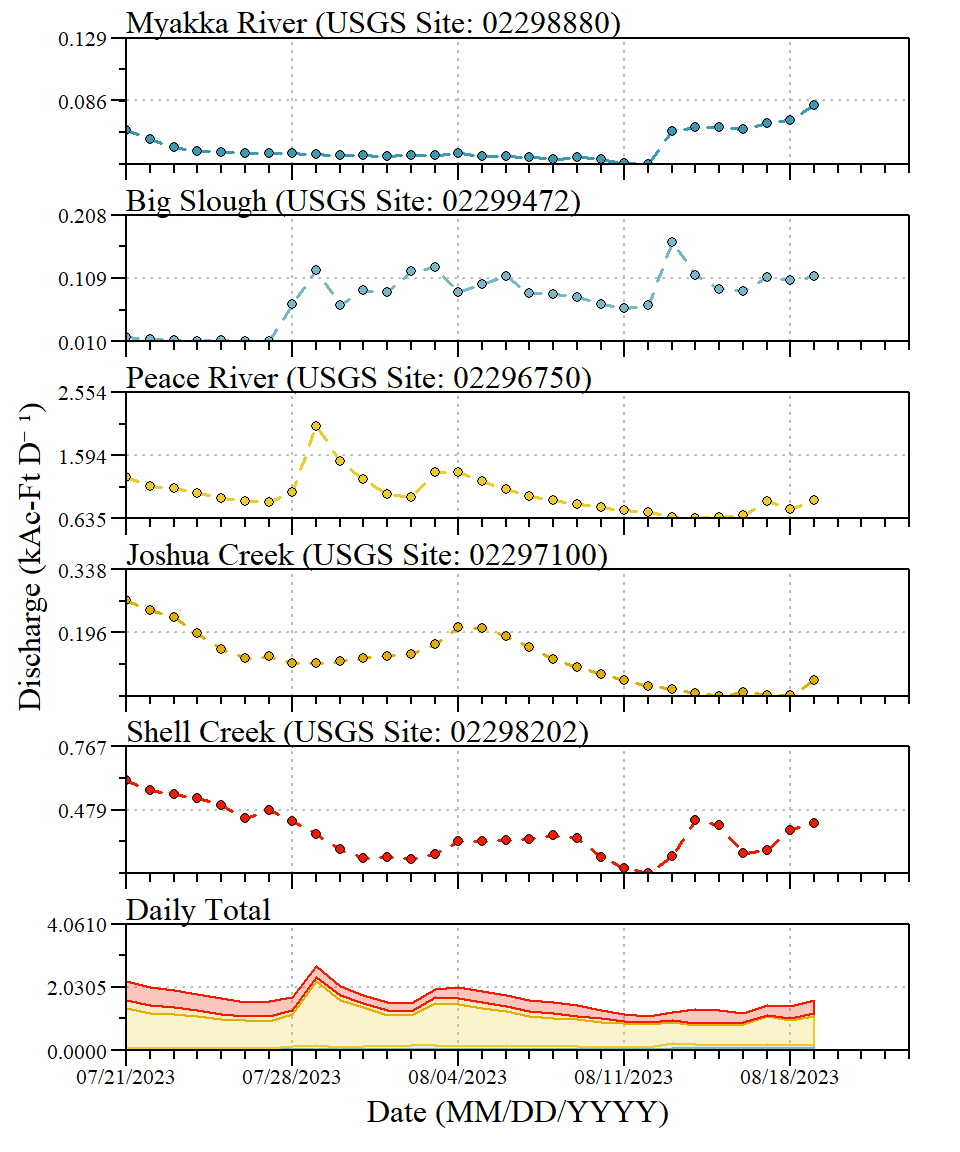 Myakka River (USGS Site: 02298880)
0.129
0.086
Big Slough (USGS Site: 02299472)
0.208
0.109
0.010
Peace River (USGS Site: 02296750)
2.554
1.594
0.635
Joshua Creek (USGS Site: 02297100)
0.338
0.196
Shell Creek (USGS Site: 02298202)
0.767
0.479
Daily Total
4.0610
2.0305
0.0000
07/21/2023 07/28/2023 08/04/2023 08/11/2023 08/18/2023
Date (MM/DD/YYYY)
Discharge (kAc-Ft D⁻¹)